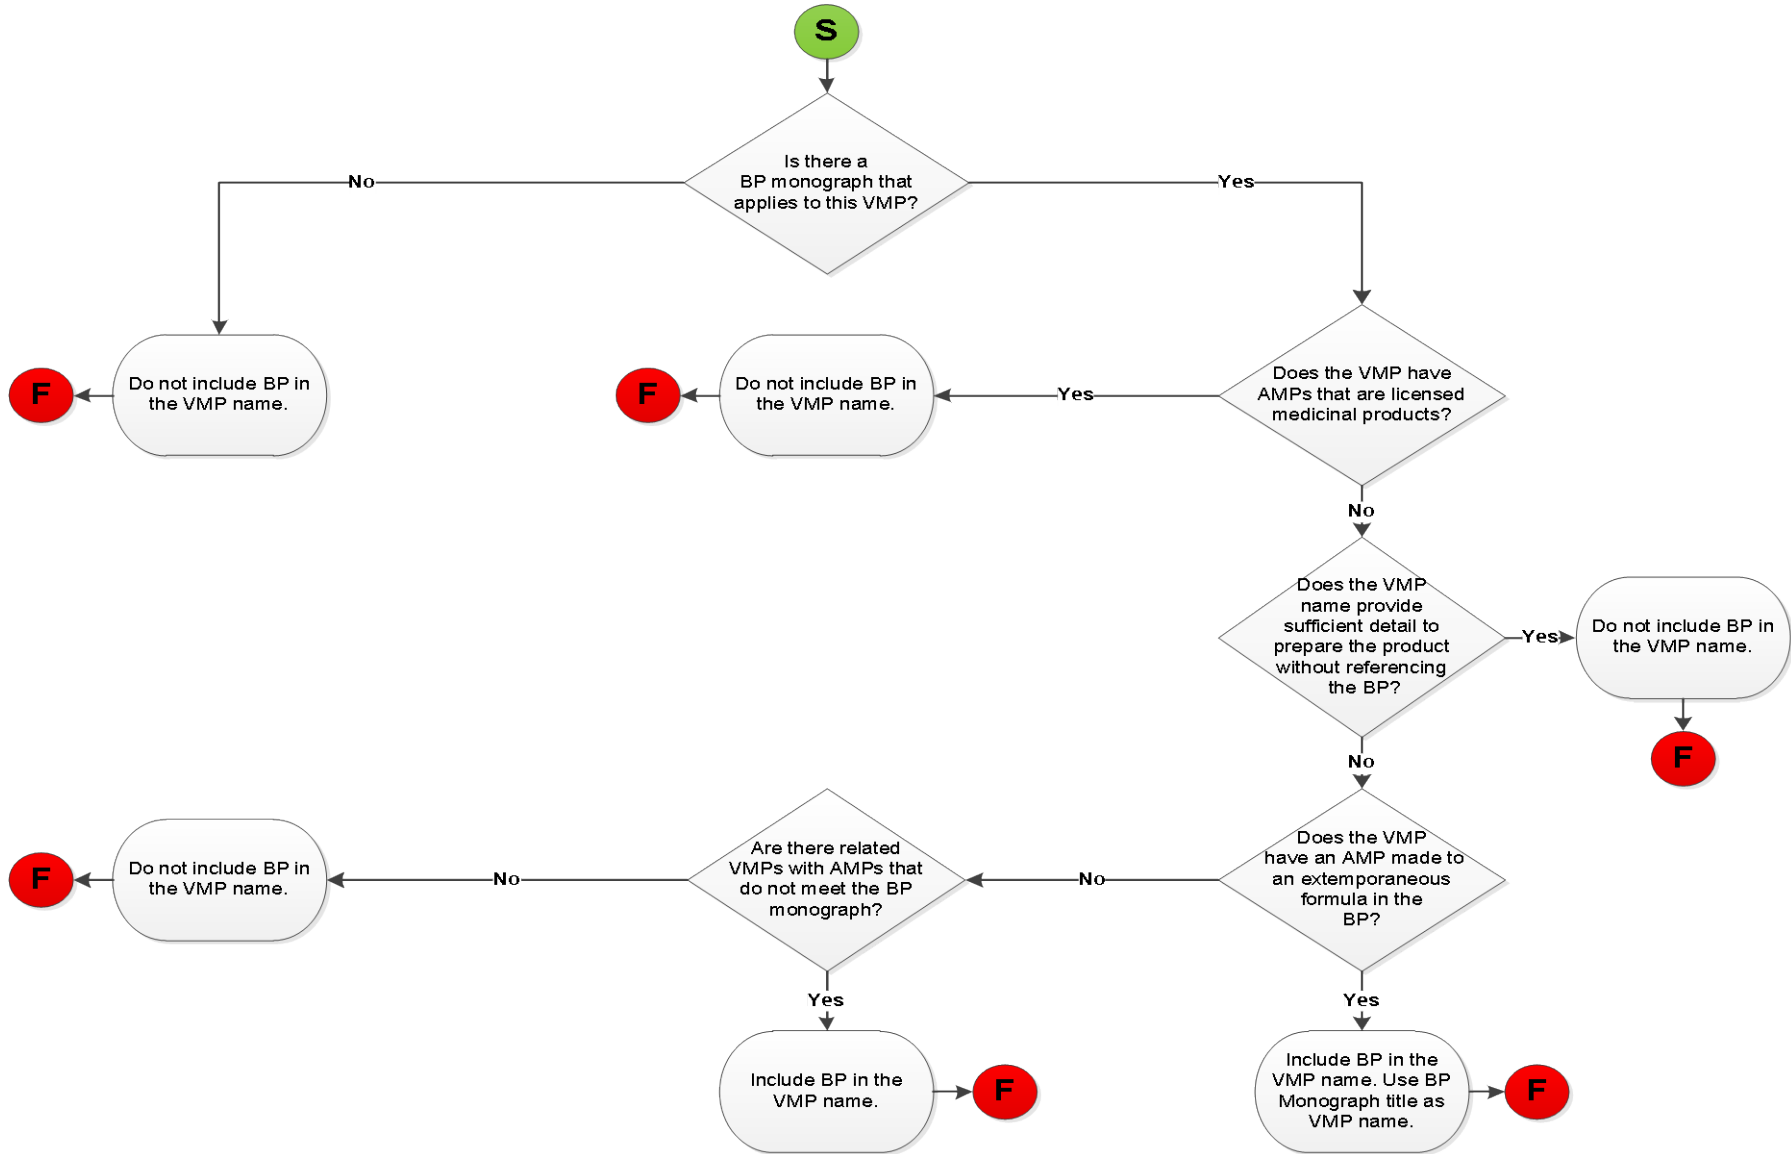 S
Is there a
BP monograph that
applies to this VMP?
No
Yes
Do not include BP in
the VMP name.
F
Do not include BP in
the VMP name.
F
Does the VMP have
AMPs that are licensed
medicinal products?
Yes
No
Does the VMP
name provide
sufficient detail to
prepare the product
without referencing
the BP?
Yes
Do not include BP in
the VMP name.
F
No
Does the VMP
have an AMP made to
an extemporaneous
formula in the
BP?
No
Are there related
VMPs with AMPs that
do not meet the BP
monograph?
No
Do not include BP in
the VMP name.
F
Yes
Include BP in the
VMP name.
F
Yes
Include BP in the
VMP name. Use BP
Monograph title as
VMP name.
F